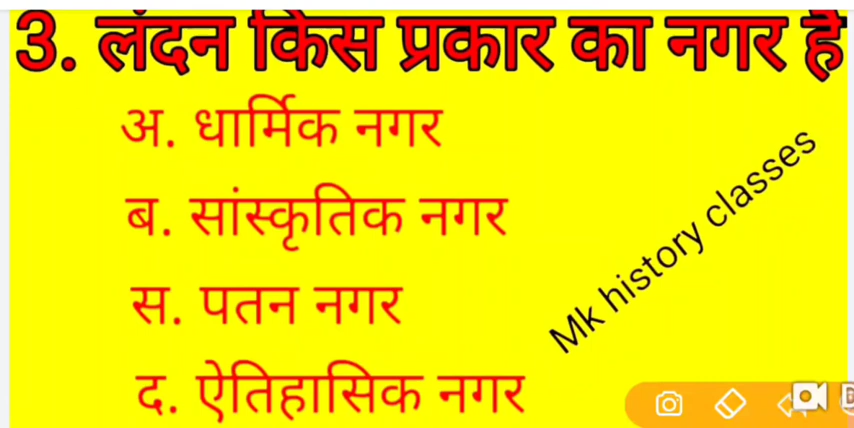 3. लंदन किस प्रकार का नगर है
अ. धार्मिक नगर
ब. सांस्कृतिक नगर
स. पतन नगर
द. ऐतिहासिक नगर
Mk history classes